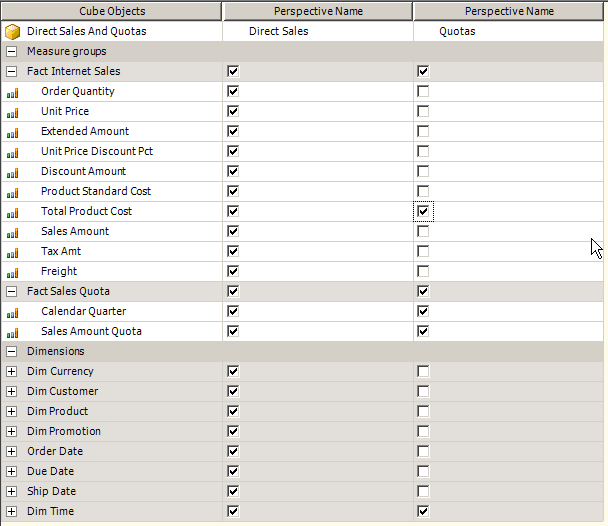 Cube Objects Perspective Name Perspective Name
Direct Sales And Quotas Direct Sales Quotas
Measure groups
Fact Internet Sales
Order Quantity
Unit Price
Extended Amount
Unit Price Discount Pct
Discount Amount
Product Standard Cost
Total Product Cost
Sales Amount
Tax Amt
Freight
Fact Sales Quota
Calendar Quarter
Sales Amount Quota
Dimensions
Dim Currency
Dim Customer
Dim Product
Dim Promotion
Order Date
Due Date
Ship Date
Dim Time